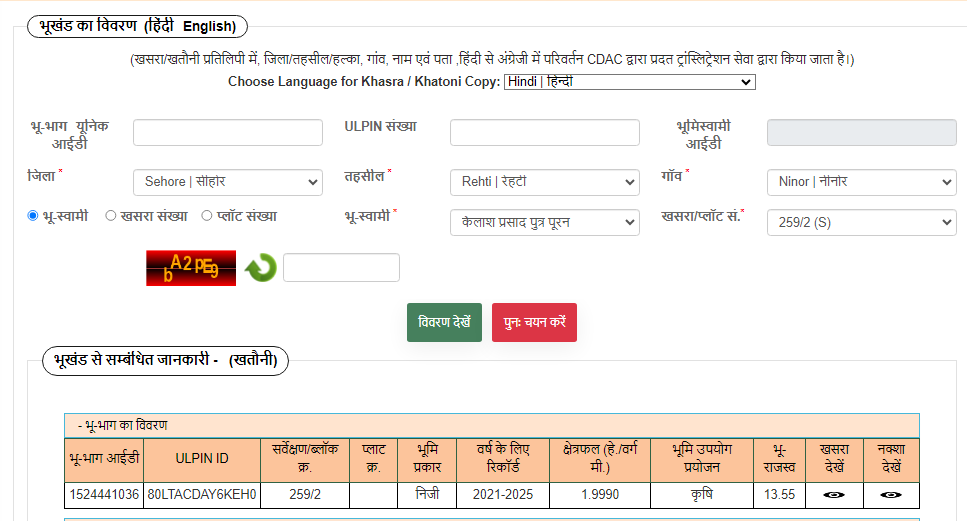 भूखंड का विवरण (हिंदी English)
(खसरा/खतौनी प्रतिलिपी में, जिला/तहसील/हल्का, गांव, नाम एवं पता ,हिंदी से अंग्रेजी में परिवर्तन CDAC द्वारा प्रदत ट्रांस्लिट्रेशन सेवा द्वारा किया जाता है।)
Choose Language for Khasra / Khatoni Copy: Hindi | हिन्दी
भू-भाग यूनिक आईडी ULPIN संख्या भूमिस्वामी आईडी
जिला * Sehore | सीहोर तहसील * Rehti | रेहटी गाँव * Ninor | नीनोर
भू-स्वामी खसरा संख्या प्लॉट संख्या भू-स्वामी * केलाश प्रसाद पुत्र पूरन खसरा/प्लॉट सं.* 259/2 (S)
bA2pE9
विवरण देखें पुनः चयन करें
भूखंड से सम्बंधित जानकारी - (खतौनी)
- भू-भाग का विवरण
भू-भाग आईडी ULPIN ID सर्वेक्षण/ब्लॉक क्र. प्लाट क्र. भूमि प्रकार वर्ष के लिए रिकॉर्ड क्षेत्रफल (हे./वर्ग मी.) भूमि उपयोग प्रयोजन भू-राजस्व खसरा देखें नक्शा देखें
1524441036 80LTACDAY6KEH0 259/2 निजी 2021-2025 1.9990 कृषि 13.55